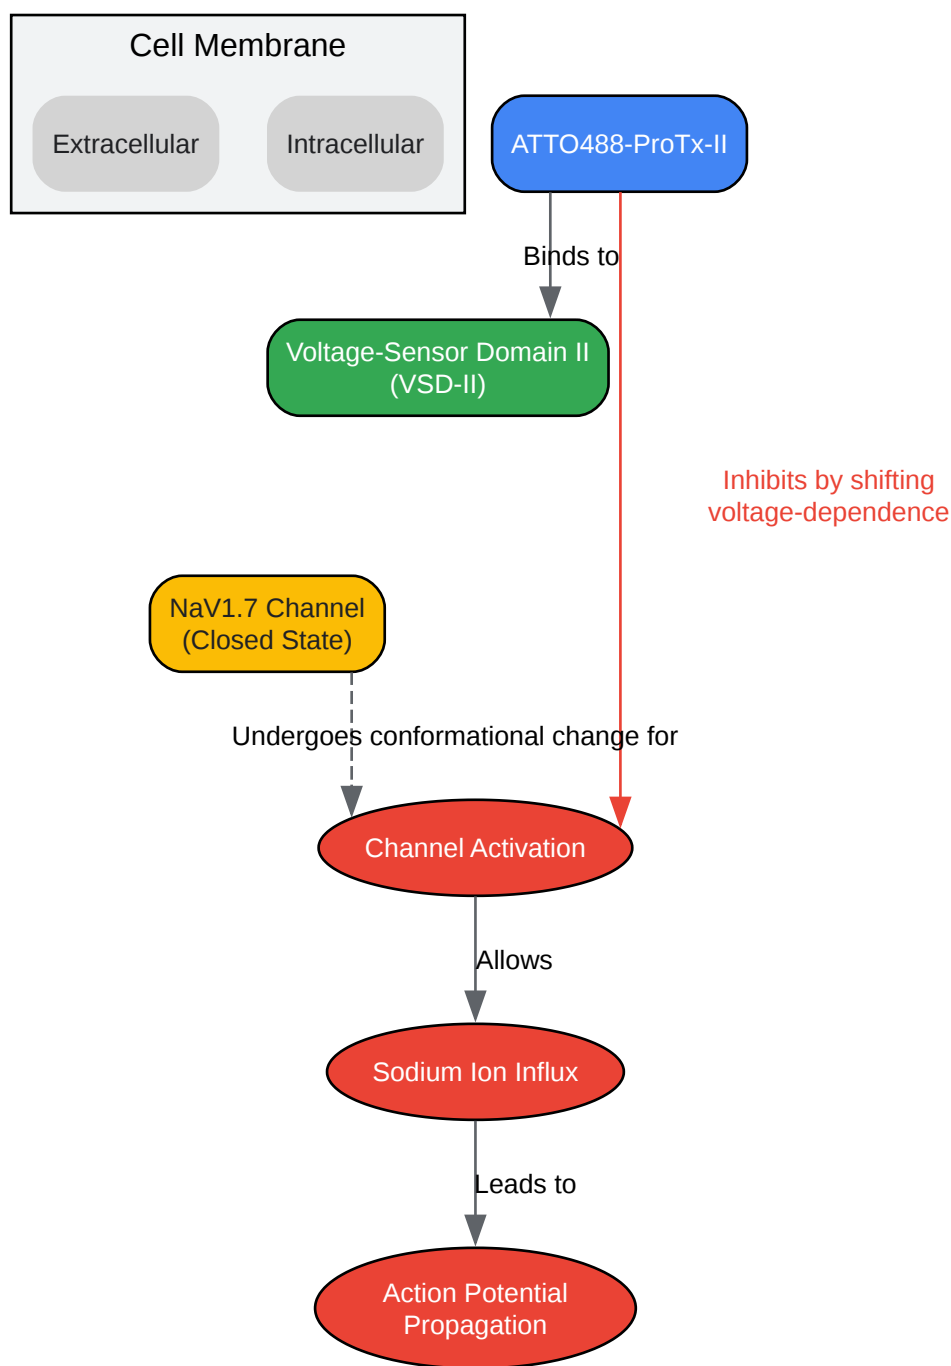 Cell Membrane
Extracellular
Intracellular
ATTO488-ProTx-II
Binds to
Voltage-Sensor Domain II
(VSD-II)
Inhibits by shifting
voltage-dependence
NaV1.7 Channel
(Closed State)
Undergoes conformational change for
Channel Activation
Allows
Sodium Ion Influx
Leads to
Action Potential
Propagation